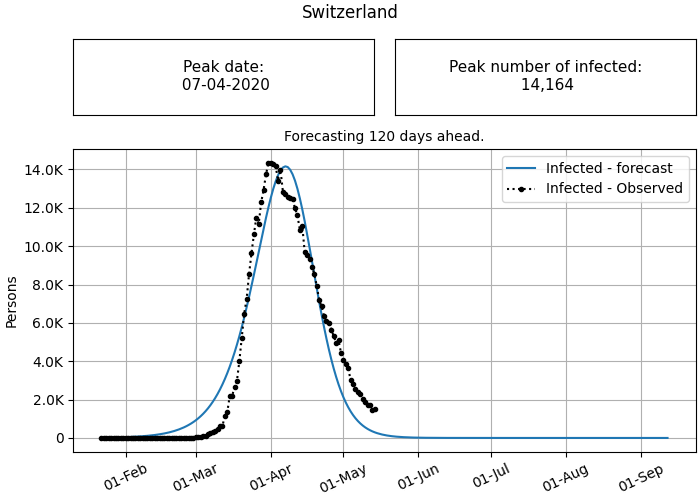 Switzerland
Peak date:
07-04-2020
Peak number of infected:
14,164
Forecasting 120 days ahead.
Infected - forecast
Infected - Observed
14.0K
12.0K
10.0K
8.0K
6.0K
4.0K
2.0K
0
Persons
01-Feb
01-Mar
01-Apr
01-May
01-Jun
01-Jul
01-Aug
01-Sep